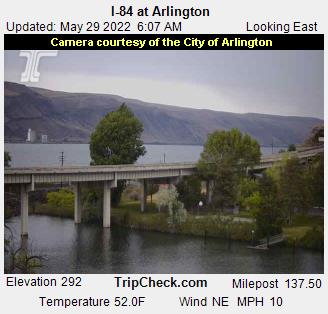 I-84 at Arlington
Updated: May 29 2022 6:07 AM Looking East
Camera courtesy of the City of Arlington
Elevation 292 TripCheck.com Milepost 137.50
Temperature 52.0F Wind NE MPH 10